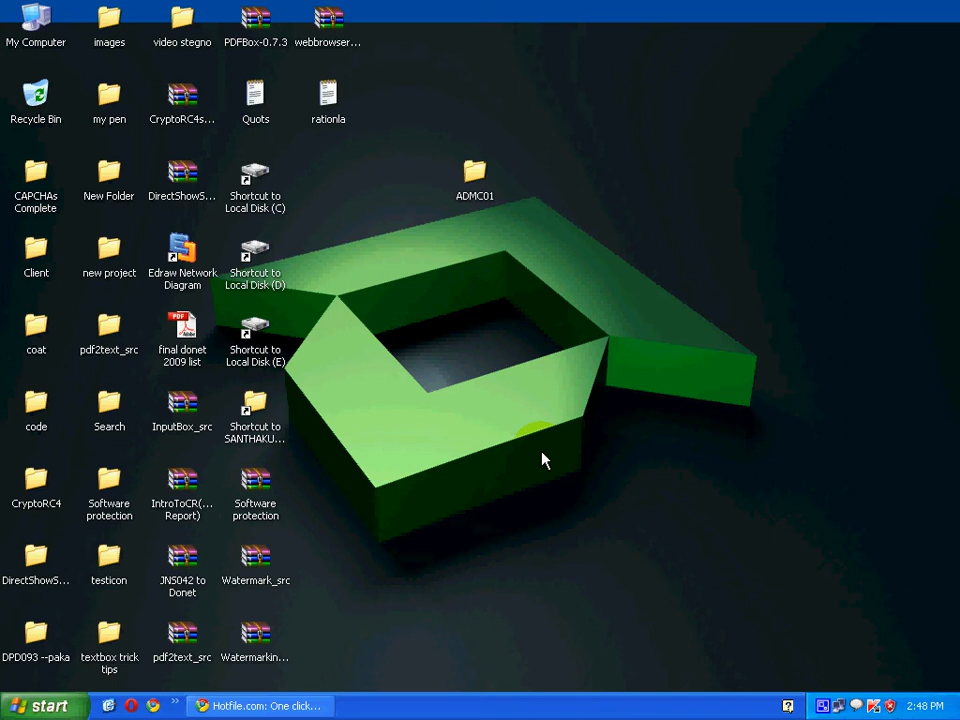 My Computer
images
video stegno
PDFBox-0.7.3
webbrowser...
Recycle Bin
my pen
CryptoRC4s...
Quots
rationla
CAPCHAs
Complete
New Folder
DirectShowS...
Shortcut to
Local Disk (C)
ADMC01
Client
new project
Edraw Network
Diagram
Shortcut to
Local Disk (D)
coat
pdf2text_src
PDF
Adobe
final donet
2009 list
Shortcut to
Local Disk (E)
code
Search
InputBox_src
Shortcut to
SANTHAKU...
CryptoRC4
Software
protection
IntroToCR(...
Report)
Software
protection
DirectShowS...
testicon
JNS042 to
Donet
Watermark_src
DPD093 --paka
textbox trick
tips
pdf2text_src
Watermarkin...
start
»
Hotfile.com: One click...
2:48 PM